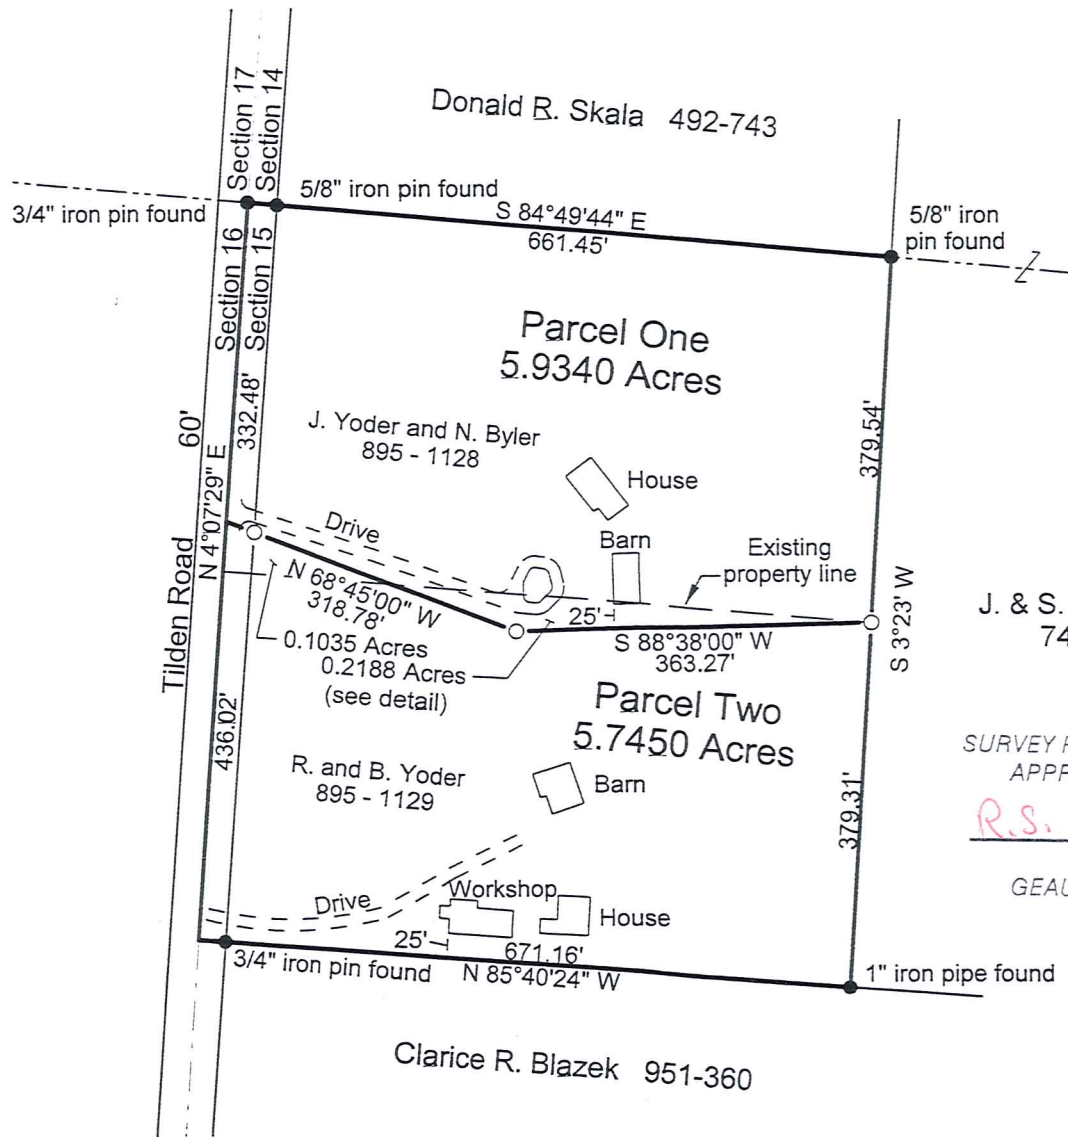 Donald R. Skala 492-743
Section 17
Section 14
3/4" iron pin found
5/8" iron pin found
S 84°49'44" E
661.45'
5/8" iron
pin found
Section 16
Section 15
Parcel One
5.9340 Acres
332.48'
60'
N 4°07'29" E
Tilden Road
379.54'
J. Yoder and N. Byler
895 - 1128
House
Drive
Barn
Existing
property line
N 68°45'00" W
318.78'
25'
S 88°38'00" W
363.27'
S 3°23' W
J. & S.
74
0.1035 Acres
0.2188 Acres
(see detail)
Parcel Two
5.7450 Acres
436.02'
R. and B. Yoder
895 - 1129
Barn
379.31'
SURVEY
APPR
R.S.
GEAU
Drive
Workshop
House
25'
671.16'
3/4" iron pin found
N 85°40'24" W
1" iron pipe found
Clarice R. Blazek 951-360